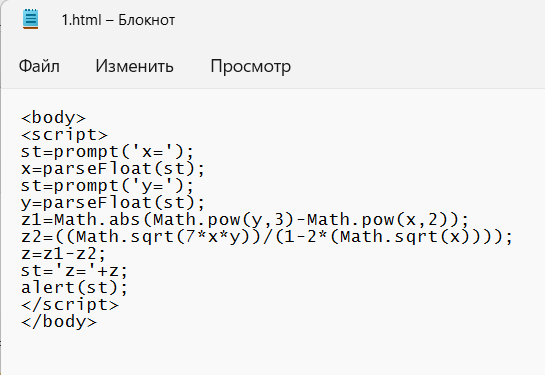 1.html – Блокнот
Файл Изменить Просмотр
<body>
<script>
st=prompt('x=');
x=parseFloat(st);
st=prompt('y=');
y=parseFloat(st);
z1=Math.abs(Math.pow(y,3)-Math.pow(x,2));
z2=((Math.sqrt(7*x*y))/(1-2*(Math.sqrt(x))));
z=z1-z2;
st='z='+z;
alert(st);
</script>
</body>